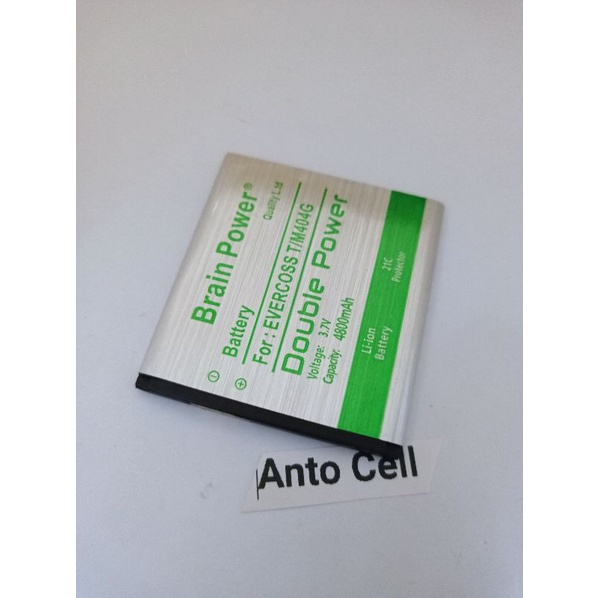 Brain Power®
Quality L.td
Battery
For : EVERCOSS T/M404G
Double Power
Voltage: 3.7V
Capacity: 4800mAh
Li-ion 21C
Battery Protector
⊖ ⊕
Anto Cell